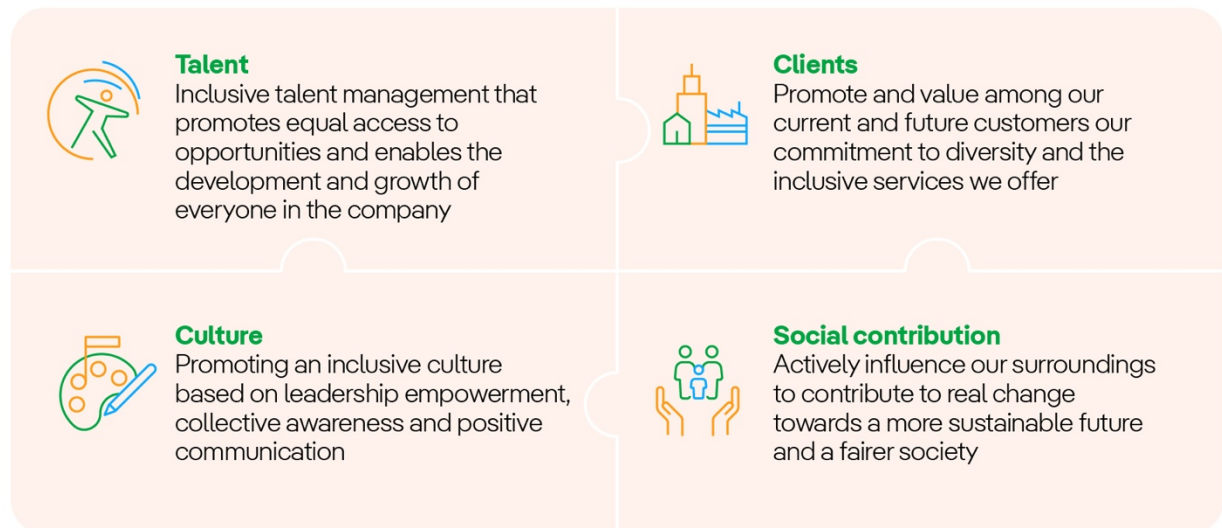 Talent
Inclusive talent management that
promotes equal access to
opportunities and enables the
development and growth of
everyone in the company
Clients
Promote and value among our
current and future customers our
commitment to diversity and the
inclusive services we offer
Culture
Promoting an inclusive culture
based on leadership empowerment,
collective awareness and positive
communication
Social contribution
Actively influence our surroundings
to contribute to real change
towards a more sustainable future
and a fairer society